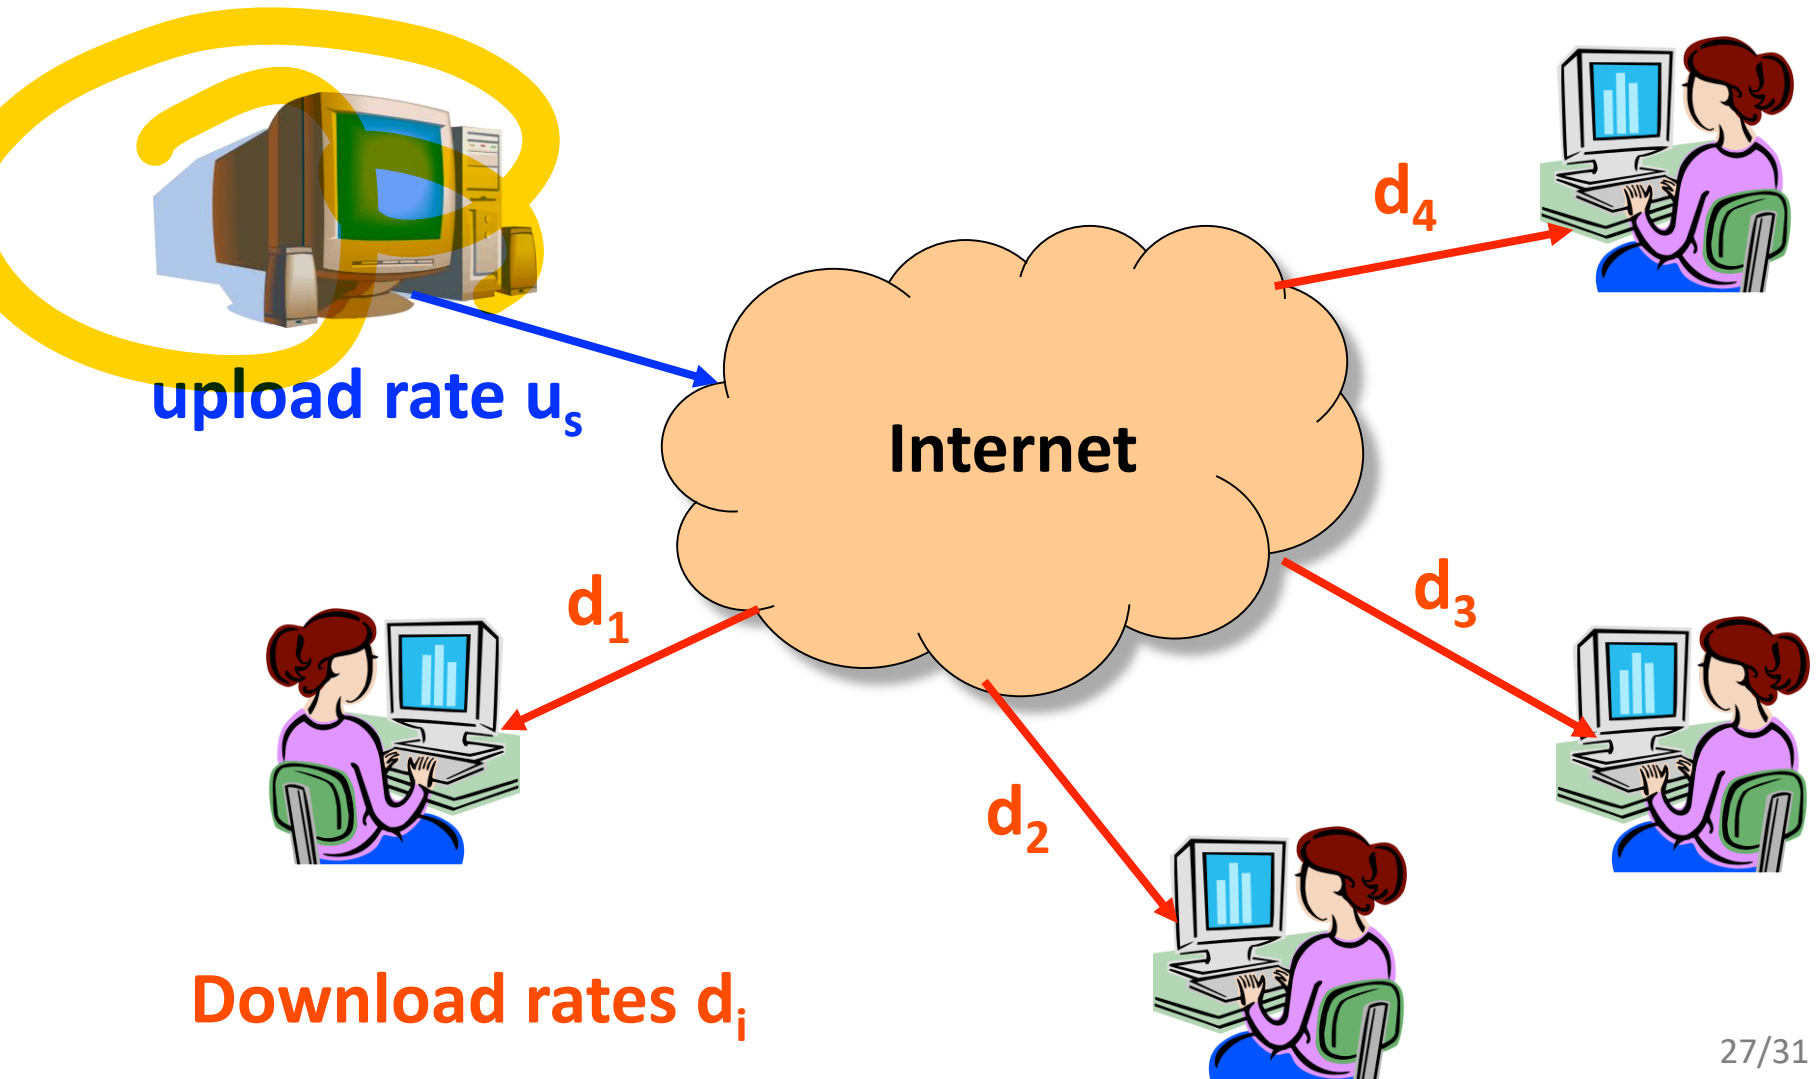 d₄
upload rate uₛ
Internet
d₁
d₃
d₂
Download rates dᵢ
27/31